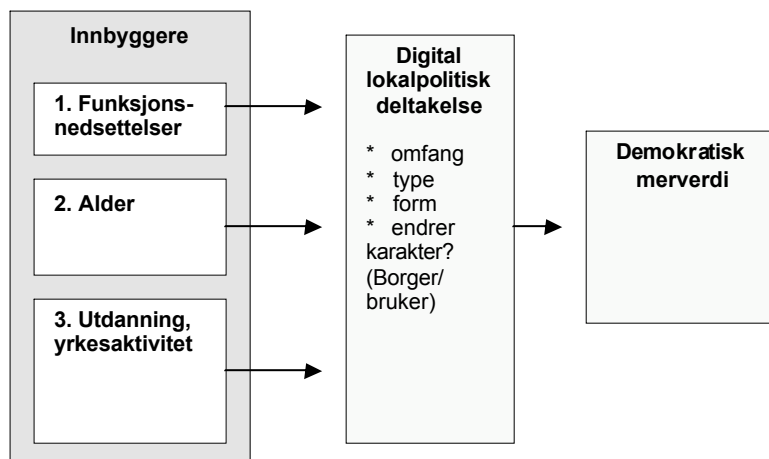 Innbyggere
1. Funksjons-
nedsettelser
2. Alder
3. Utdanning,
yrkesaktivitet
Digital
lokalpolitisk
deltakelse
* omfang
* type
* form
* endrer
karakter?
(Borger/
bruker)
Demokratisk
merverdi